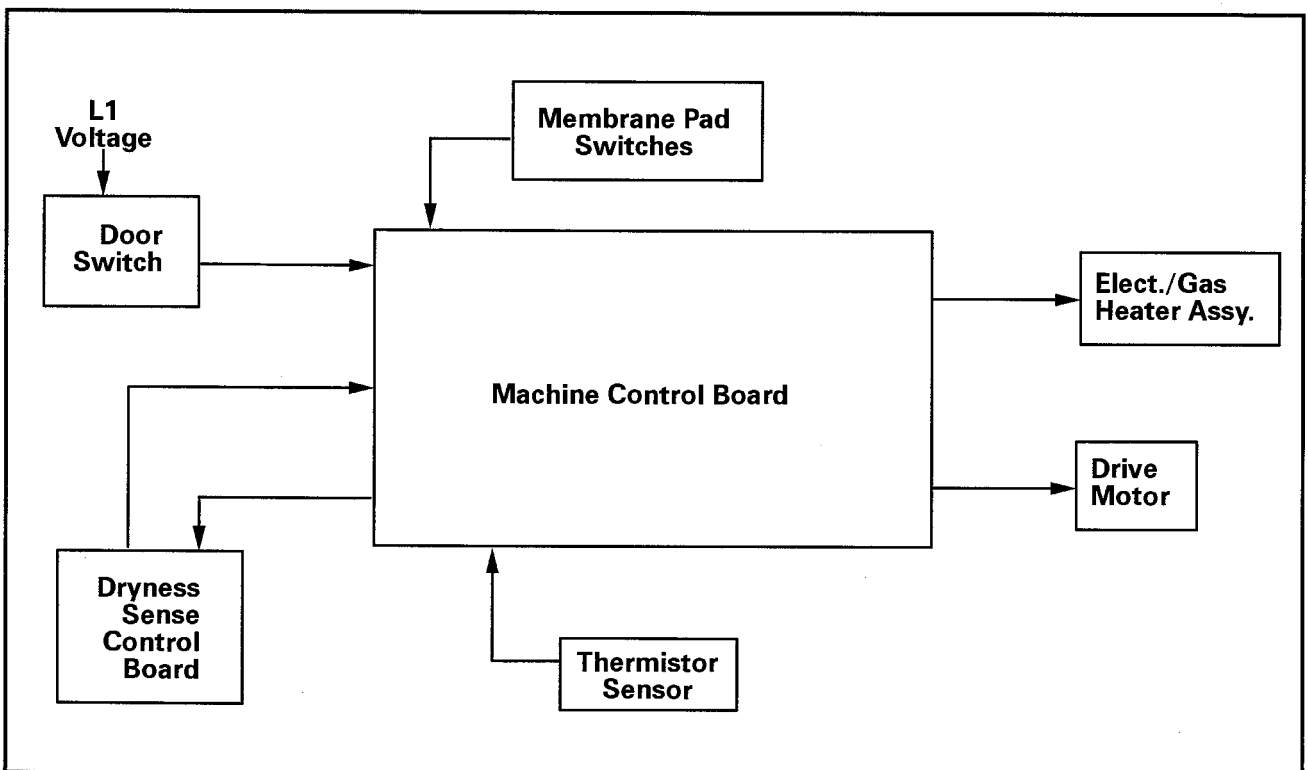 L1
Voltage
Door
Switch
Membrane Pad
Switches
Machine Control Board
Elect./Gas
Heater Assy.
Drive
Motor
Dryness
Sense
Control
Board
Thermistor
Sensor